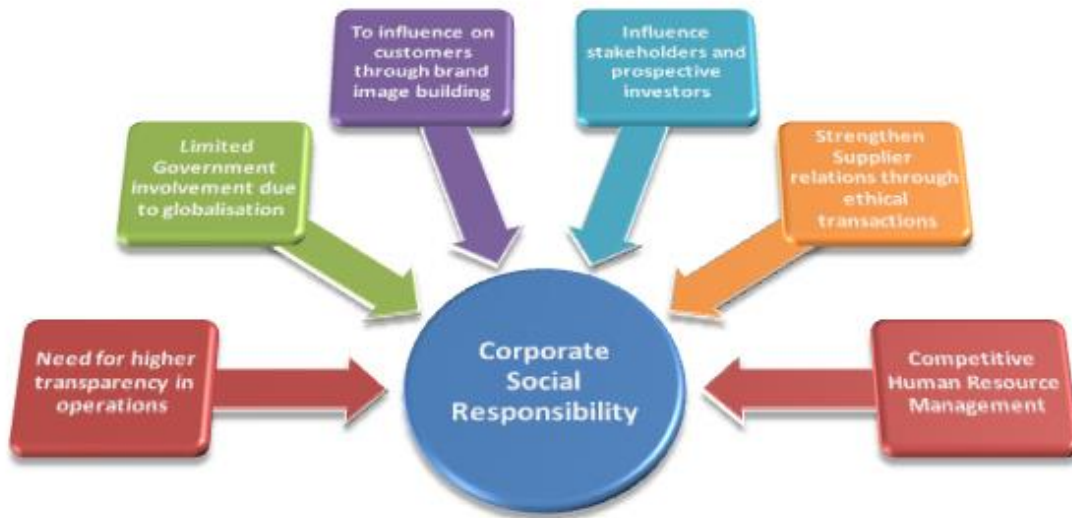 To influence on
customers
through brand
image building
Influence
stakeholders and
prospective
investors
Limited
Government
involvement due
to globalisation
Strengthen
Supplier
relations through
ethical
transactions
Need for higher
transparency in
operations
Corporate
Social
Responsibility
Competitive
Human Resource
Management